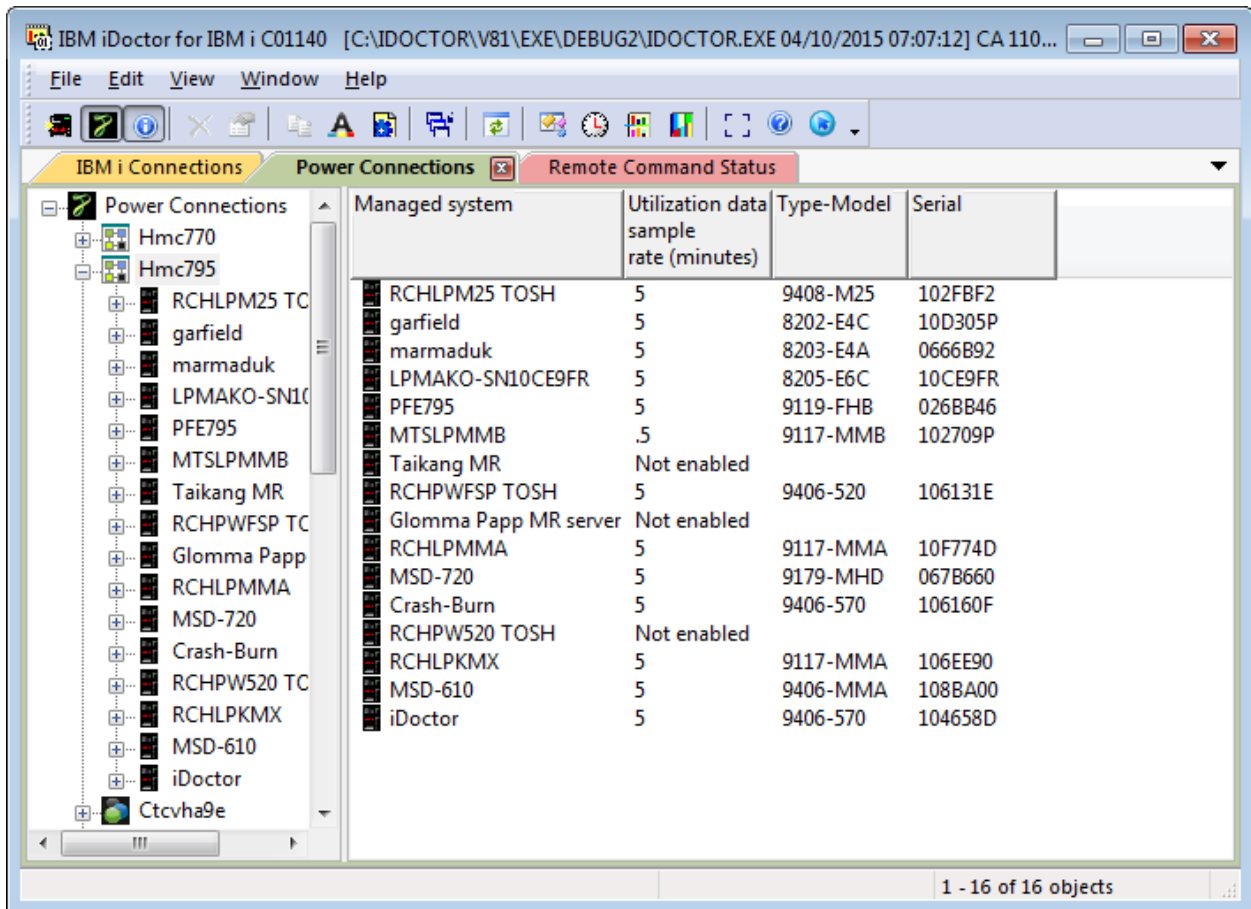 IBM iDoctor for IBM i C01140 [C:\IDOCTOR\V81\EXE\DEBUG2\IDOCTOR.EXE 04/10/2015 07:07:12] CA 110...
File Edit View Window Help
IBM i Connections Power Connections Remote Command Status
Power Connections
Hmc770
Hmc795
RCHLPM25 TO
garfield
marmaduk
LPMAKO-SN10
PFE795
MTSLPMMB
Taikang MR
RCHPWFSP TO
Glomma Papp
RCHLPMMA
MSD-720
Crash-Burn
RCHPW520 TO
RCHLPKMX
MSD-610
iDoctor
Ctcvha9e
Managed system Utilization data sample rate (minutes) Type-Model Serial
RCHLPM25 TOSH 5 9408-M25 102FBF2
garfield 5 8202-E4C 10D305P
marmaduk 5 8203-E4A 0666B92
LPMAKO-SN10CE9FR 5 8205-E6C 10CE9FR
PFE795 5 9119-FHB 026BB46
MTSLPMMB .5 9117-MMB 102709P
Taikang MR Not enabled
RCHPWFSP TOSH 5 9406-520 106131E
Glomma Papp MR server Not enabled
RCHLPMMA 5 9117-MMA 10F774D
MSD-720 5 9179-MHD 067B660
Crash-Burn 5 9406-570 106160F
RCHPW520 TOSH Not enabled
RCHLPKMX 5 9117-MMA 106EE90
MSD-610 5 9406-MMA 108BA00
iDoctor 5 9406-570 104658D
1 - 16 of 16 objects